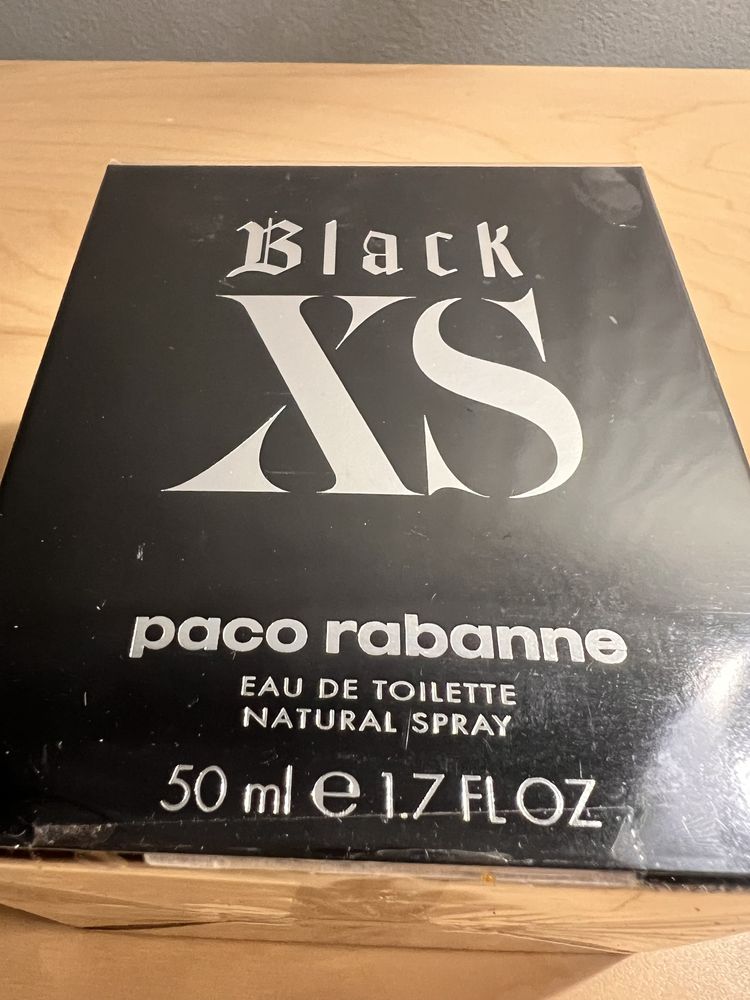 Black
XS
paco rabanne
EAU DE TOILETTE
NATURAL SPRAY
50 ml ℮ 1.7 FL OZ